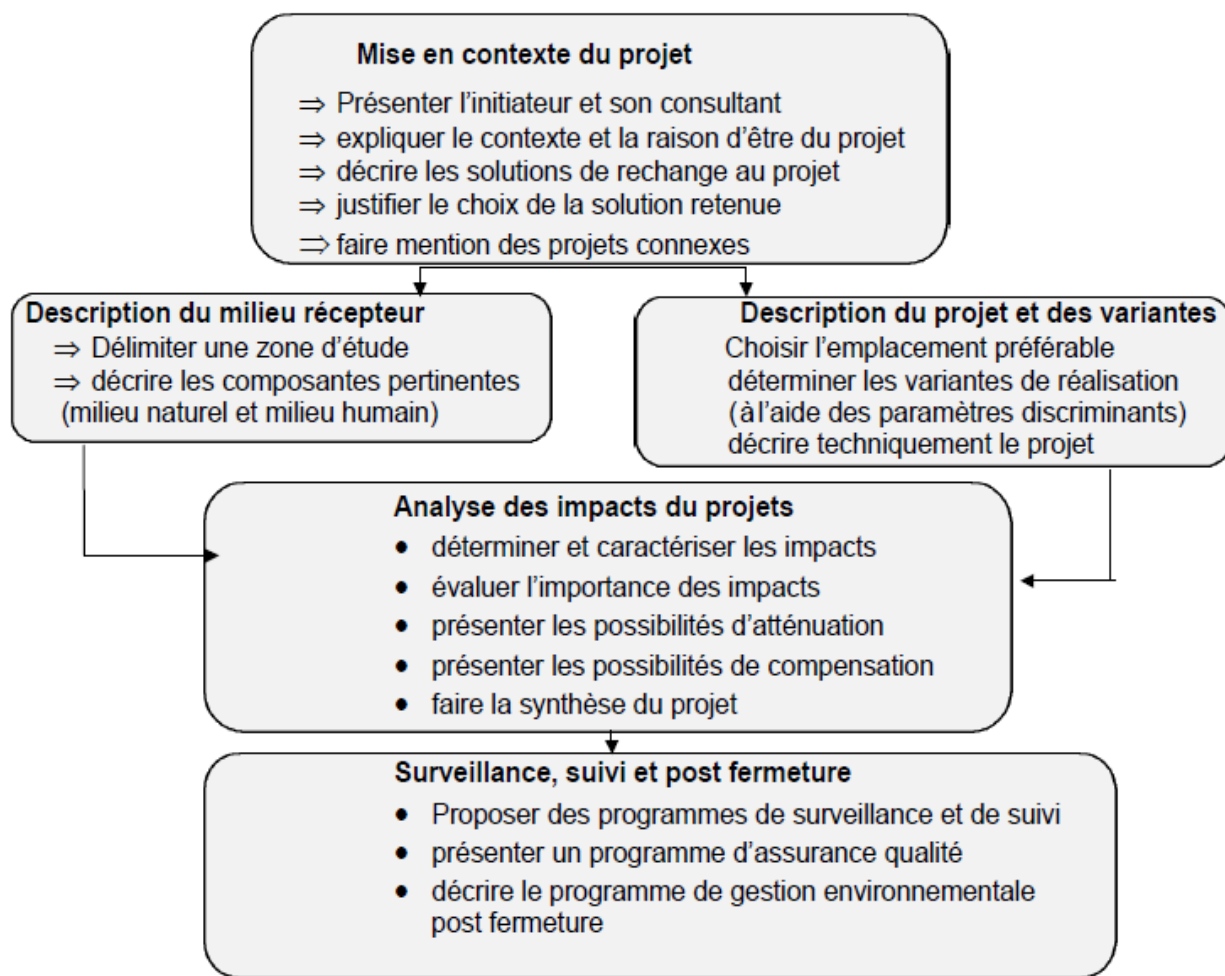 Mise en contexte du projet
⇒ Présenter l’initiateur et son consultant
⇒ expliquer le contexte et la raison d’être du projet
⇒ décrire les solutions de rechange au projet
⇒ justifier le choix de la solution retenue
⇒ faire mention des projets connexes
Description du milieu récepteur
⇒ Délimiter une zone d’étude
⇒ décrire les composantes pertinentes
(milieu naturel et milieu humain)
Description du projet et des variantes
Choisir l’emplacement préférable
déterminer les variantes de réalisation
(à l’aide des paramètres discriminants)
décrire techniquement le projet
Analyse des impacts du projets
• déterminer et caractériser les impacts
• évaluer l’importance des impacts
• présenter les possibilités d’atténuation
• présenter les possibilités de compensation
• faire la synthèse du projet
Surveillance, suivi et post fermeture
• Proposer des programmes de surveillance et de suivi
• présenter un programme d’assurance qualité
• décrire le programme de gestion environnementale
post fermeture